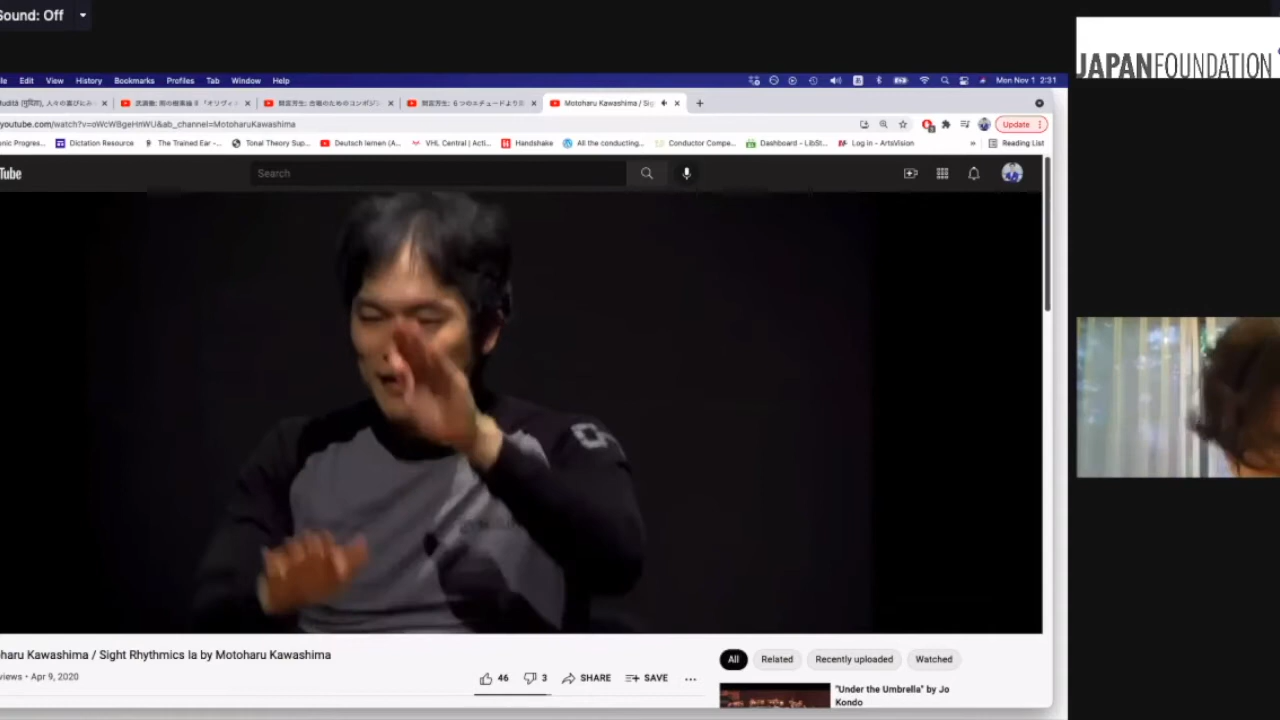 Sound: Off
JAPANFOUNDATION
Edit View History Bookmarks Profiles Tab Window Help
Mon Nov 1 2:31
Motoharu Kawashima / Sig
youtube.com/watch?v=oWcWBgeHnWU&ab_channel=MotoharuKawashima
Update
Dictation Resource
The Trained Ear -...
Tonal Theory Sup...
Deutsch lernen (A...
VHL Central | Acti...
Handshake
All the conducting...
Conductor Compe...
Dashboard - LibSt...
Log in - ArtsVision
»
Reading List
Tube
Search
haru Kawashima / Sight Rhythmics Ia by Motoharu Kawashima
views • Apr 9, 2020
46
3
SHARE
SAVE
...
All
Related
Recently uploaded
Watched
"Under the Umbrella" by Jo
Kondo